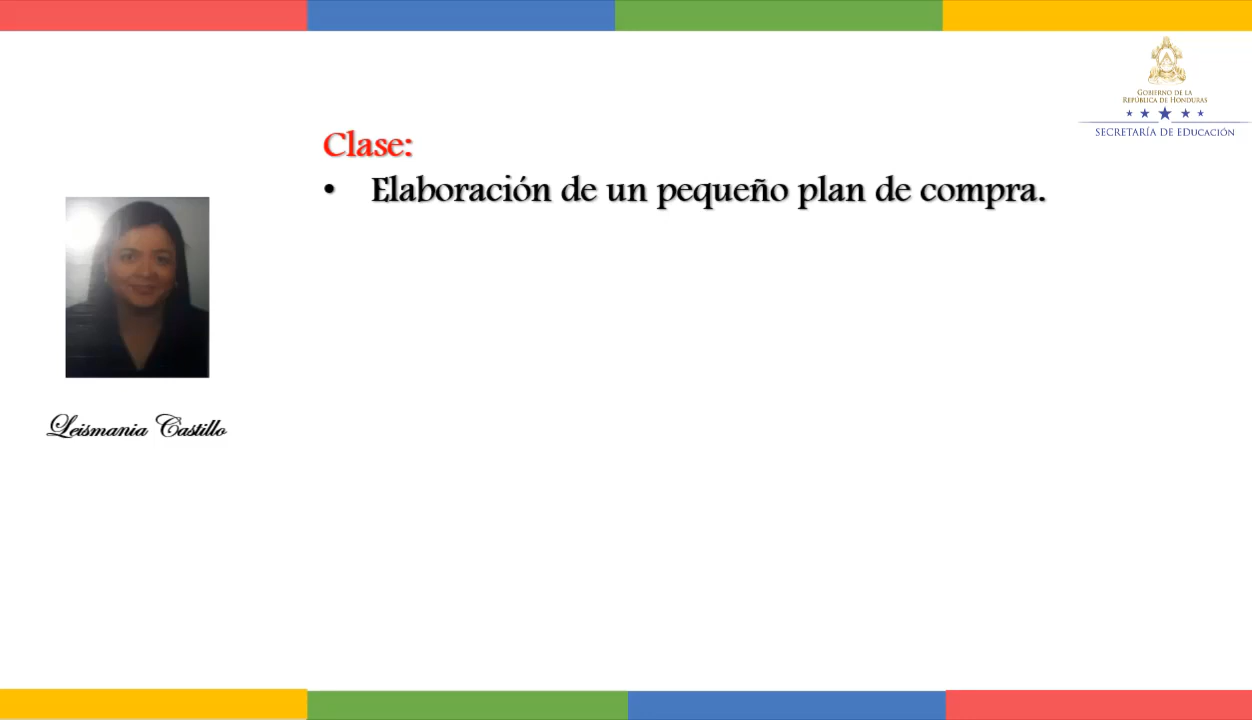 GOBIERNO DE LA
REPÚBLICA DE HONDURAS
SECRETARÍA DE EDUCACIÓN
Clase:
• Elaboración de un pequeño plan de compra.
Leismania Castillo